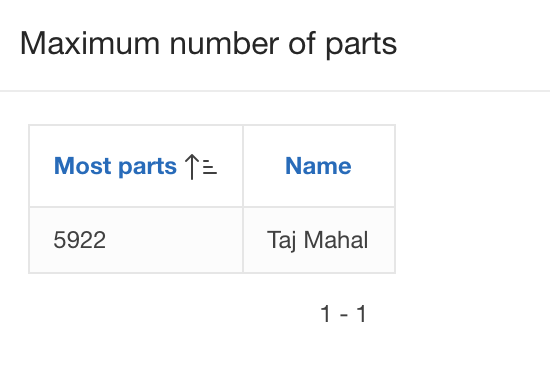 Maximum number of parts
Most parts Name
5922 Taj Mahal
1 - 1